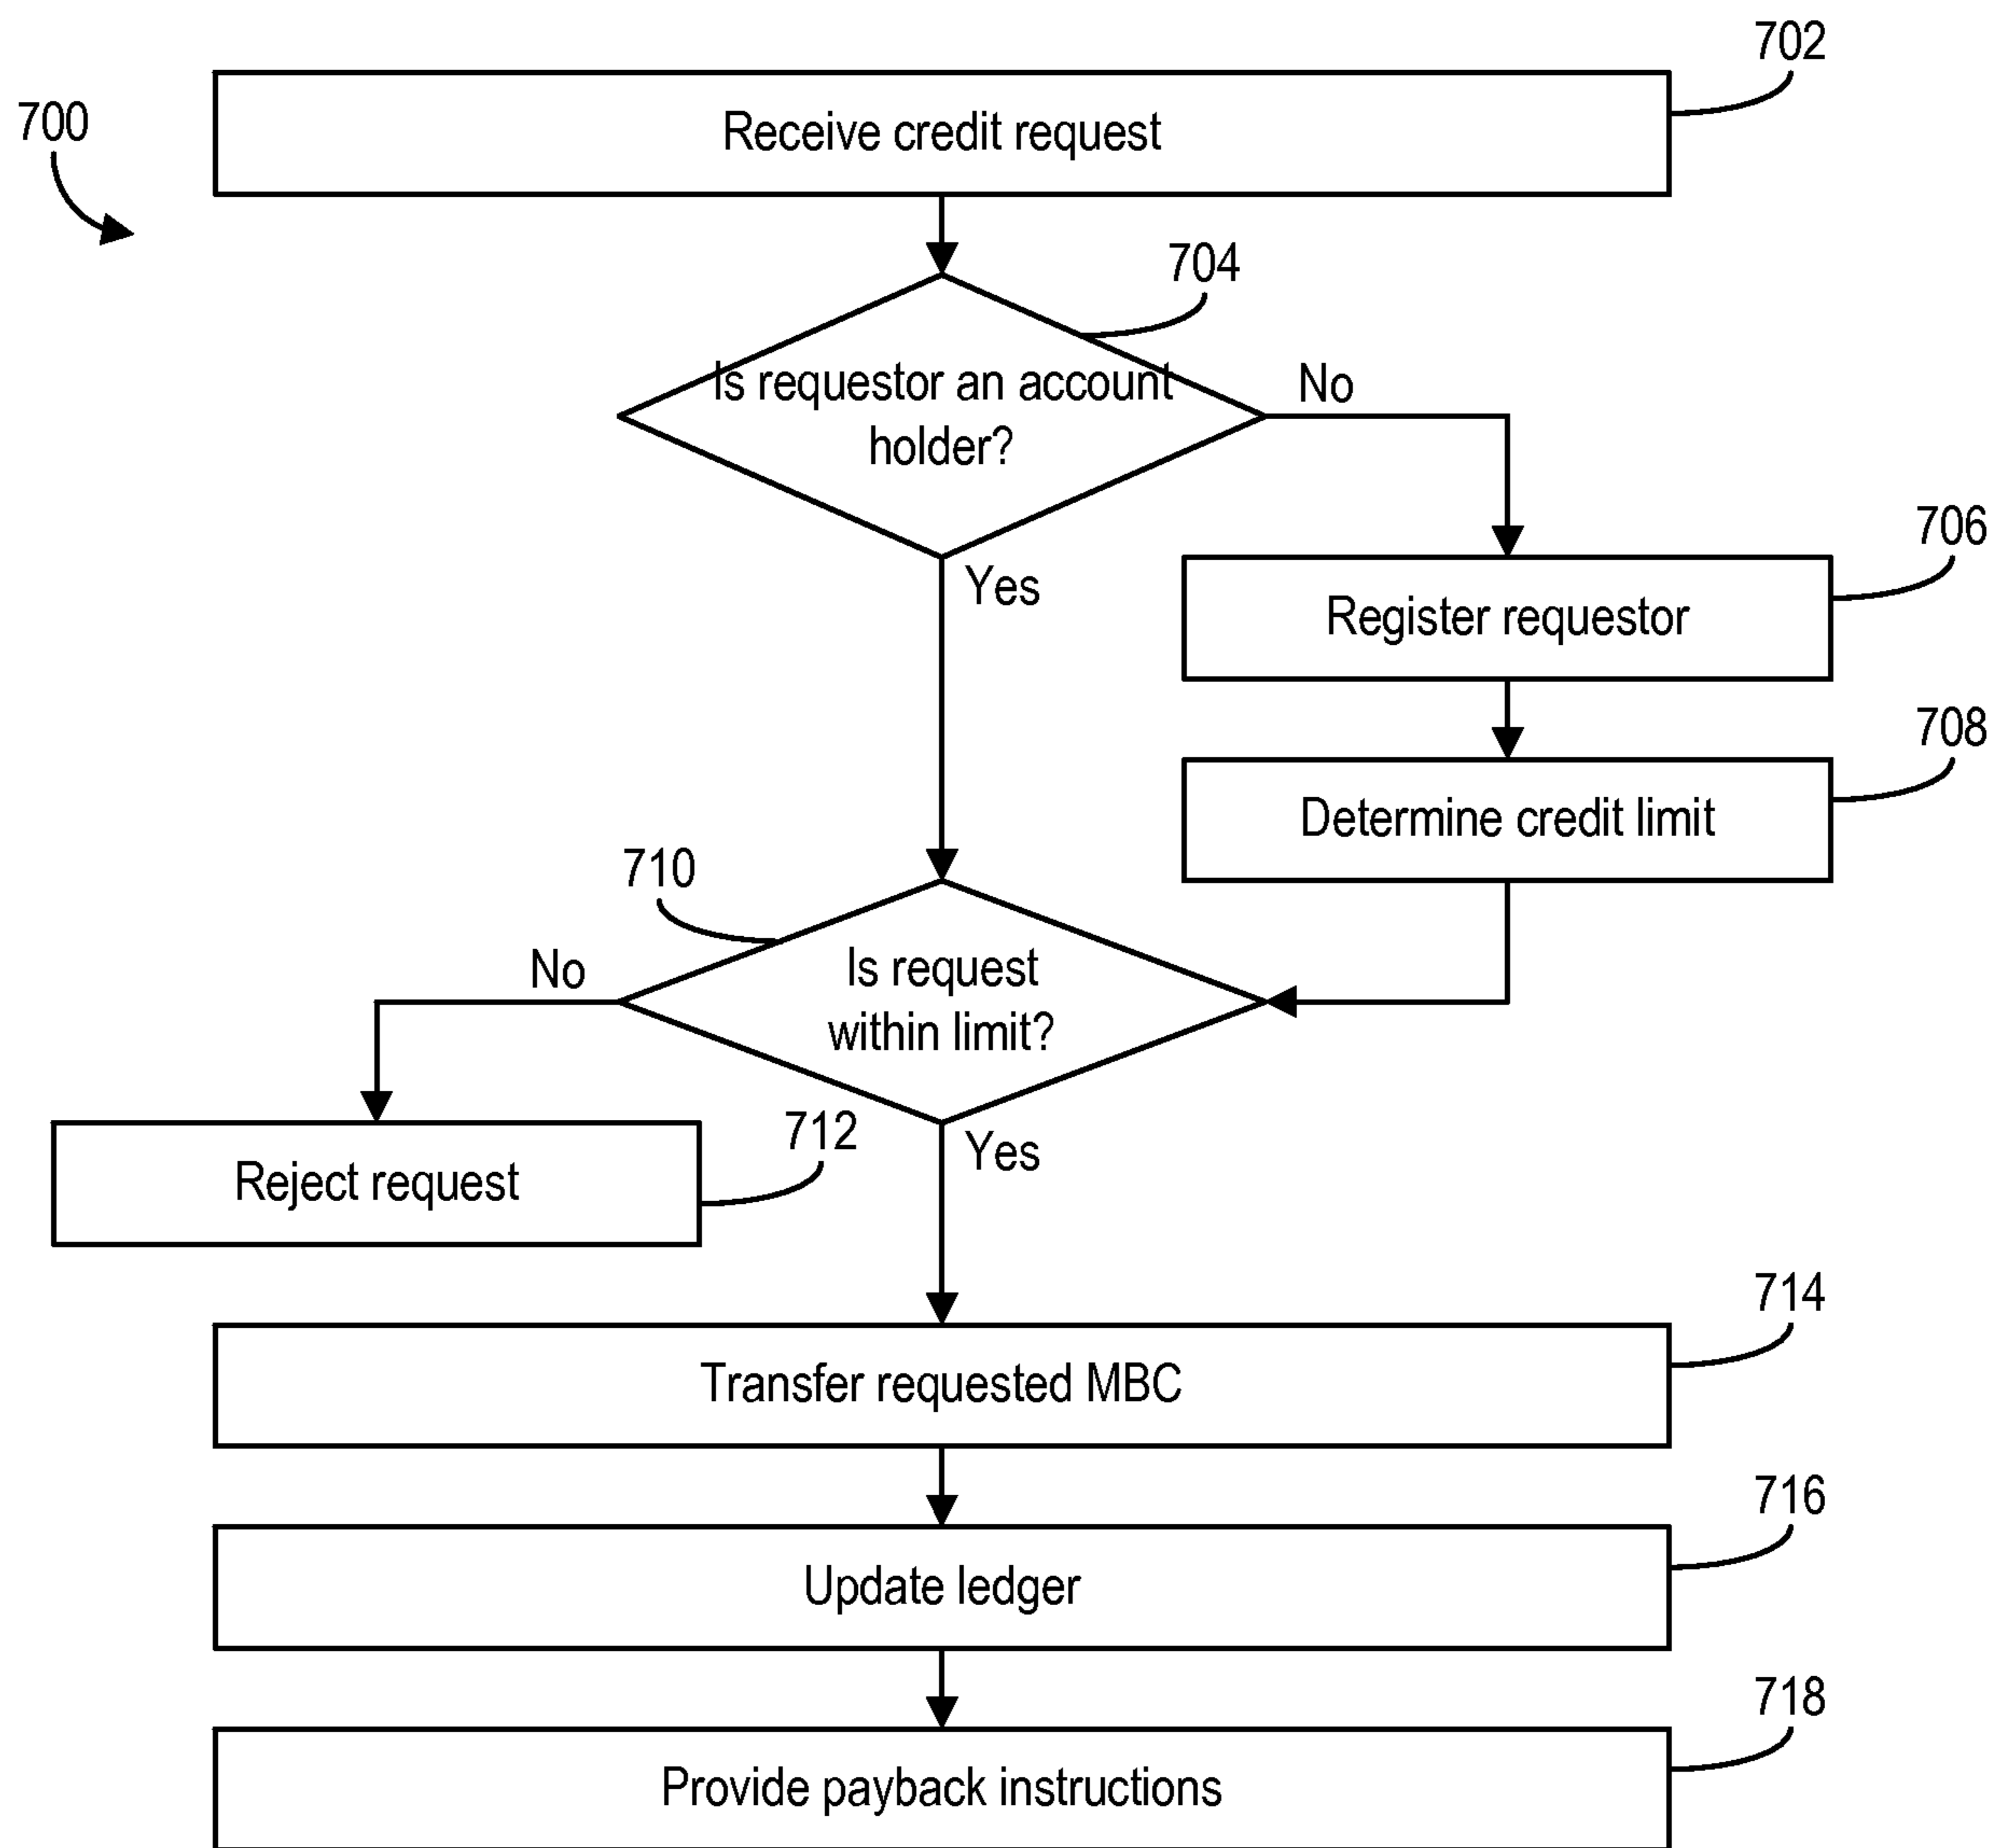 702
700
Receive credit request
704
Is requestor an account
holder?
No
Yes
706
Register requestor
708
Determine credit limit
710
Is request
within limit?
No
Yes
712
Reject request
714
Transfer requested MBC
716
Update ledger
718
Provide payback instructions